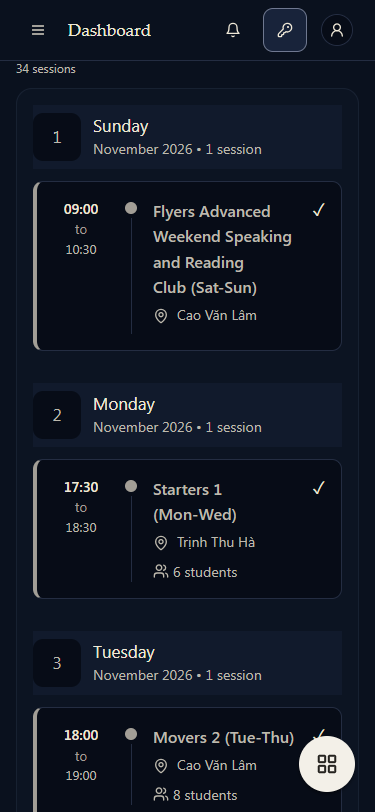 Dashboard
34 sessions
1
Sunday
November 2026 • 1 session
09:00
to
10:30
Flyers Advanced
Weekend Speaking
and Reading
Club (Sat-Sun)
Cao Văn Lâm
2
Monday
November 2026 • 1 session
17:30
to
18:30
Starters 1
(Mon-Wed)
Trịnh Thu Hà
6 students
3
Tuesday
November 2026 • 1 session
18:00
to
19:00
Movers 2 (Tue-Thu)
Cao Văn Lâm
8 students